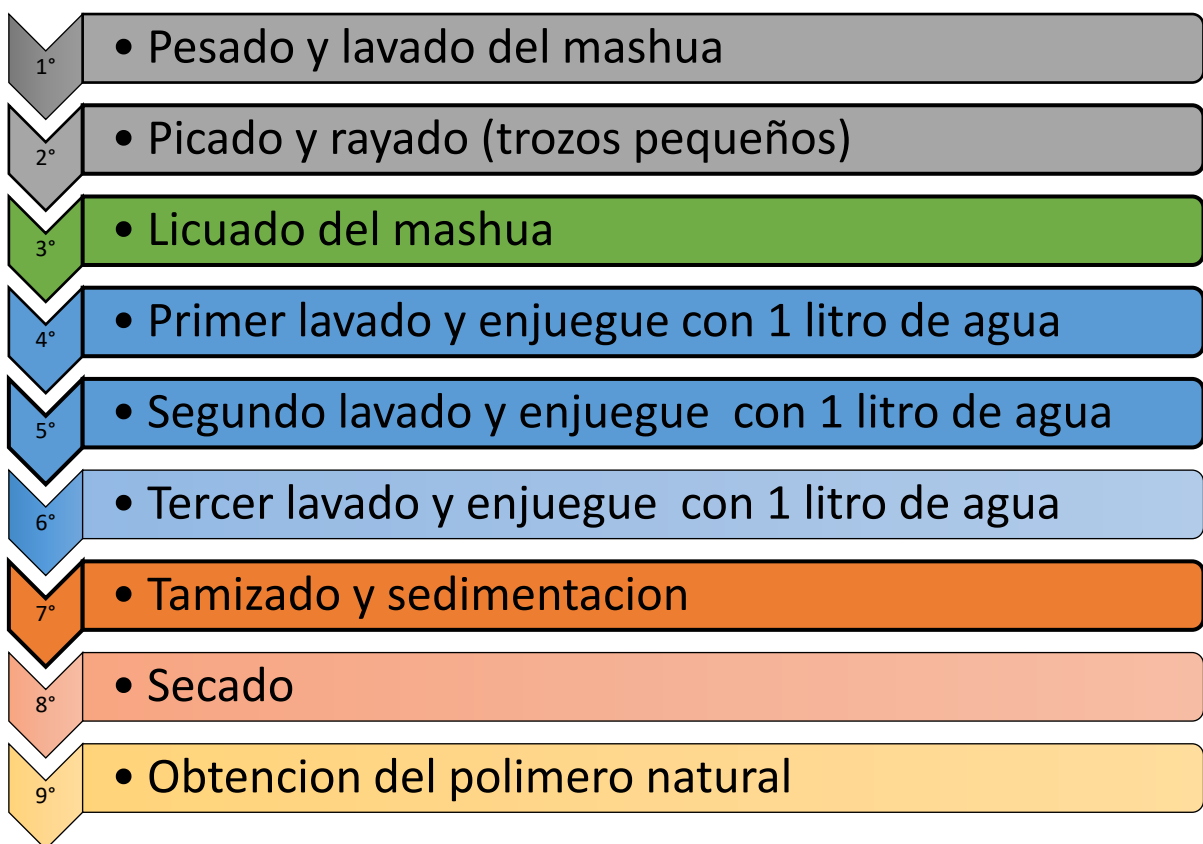 1°
• Pesado y lavado del mashua
2°
• Picado y rayado (trozos pequeños)
3°
• Licuado del mashua
4°
• Primer lavado y enjuegue con 1 litro de agua
5°
• Segundo lavado y enjuegue  con 1 litro de agua
6°
• Tercer lavado y enjuegue  con 1 litro de agua
7°
• Tamizado y sedimentacion
8°
• Secado
9°
• Obtencion del polimero natural